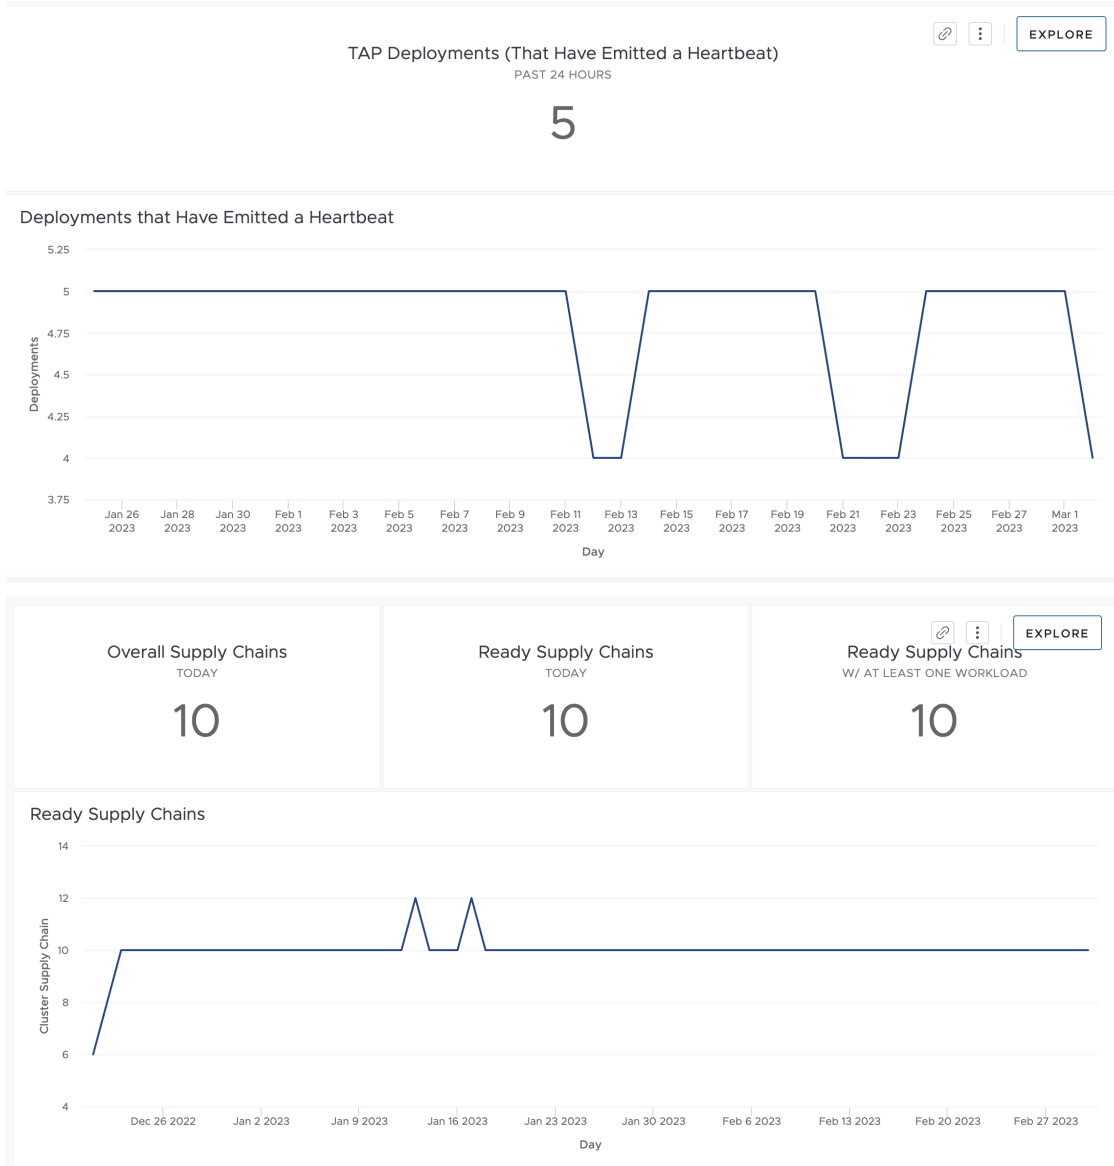 EXPLORE
TAP Deployments (That Have Emitted a Heartbeat)
PAST 24 HOURS
5
Deployments that Have Emitted a Heartbeat
5.25
5
4.75
4.5
4.25
4
3.75
Deployments
Jan 26 2023
Jan 28 2023
Jan 30 2023
Feb 1 2023
Feb 3 2023
Feb 5 2023
Feb 7 2023
Feb 9 2023
Feb 11 2023
Feb 13 2023
Feb 15 2023
Feb 17 2023
Feb 19 2023
Feb 21 2023
Feb 23 2023
Feb 25 2023
Feb 27 2023
Mar 1 2023
Day
Overall Supply Chains
TODAY
10
Ready Supply Chains
TODAY
10
EXPLORE
Ready Supply Chains
W/ AT LEAST ONE WORKLOAD
10
Ready Supply Chains
14
12
10
8
6
4
Cluster Supply Chain
Dec 26 2022
Jan 2 2023
Jan 9 2023
Jan 16 2023
Jan 23 2023
Jan 30 2023
Feb 6 2023
Feb 13 2023
Feb 20 2023
Feb 27 2023
Day